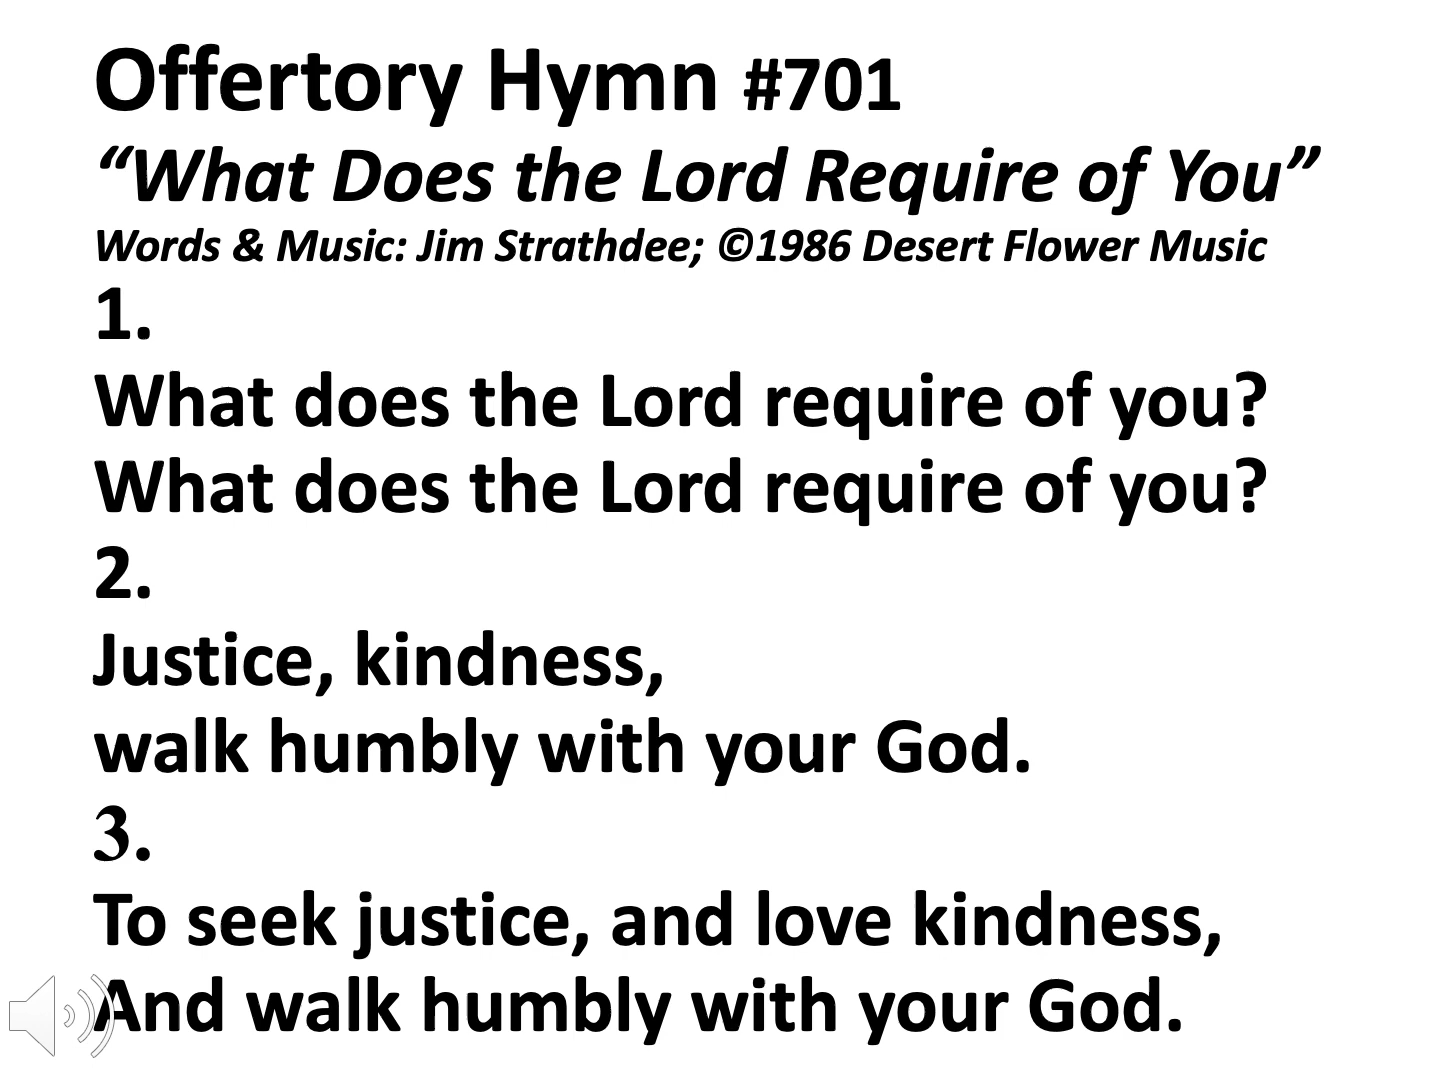 Offertory Hymn #701
“What Does the Lord Require of You”
Words & Music: Jim Strathdee; ©1986 Desert Flower Music
1.
What does the Lord require of you?
What does the Lord require of you?
2.
Justice, kindness,
walk humbly with your God.
3.
To seek justice, and love kindness,
And walk humbly with your God.